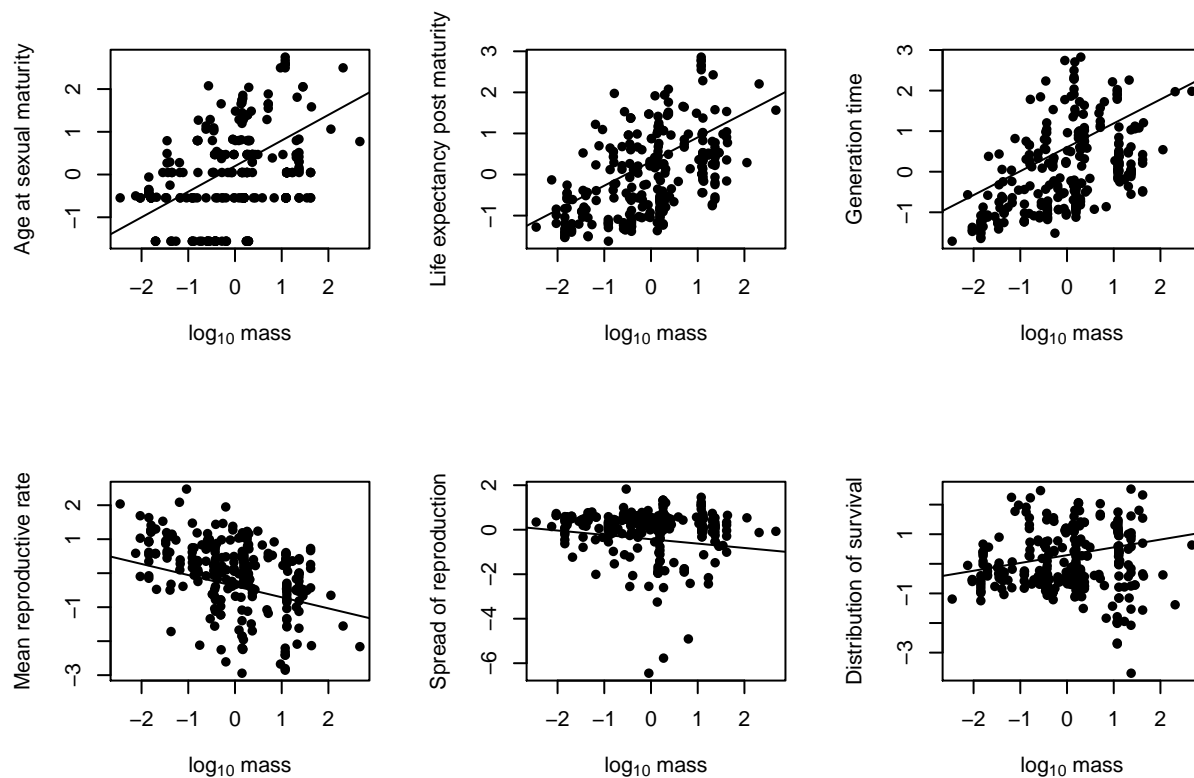 Age at sexual maturity
2
1
0
−1
−2 −1 0 1 2
log10 mass
Life expectancy post maturity
3
2
1
0
−1
−2 −1 0 1 2
log10 mass
Generation time
3
2
1
0
−1
−2 −1 0 1 2
log10 mass
Mean reproductive rate
2
1
−1
−3
−2 −1 0 1 2
log10 mass
Spread of reproduction
2
0
−2
−4
−6
−2 −1 0 1 2
log10 mass
Distribution of survival
1
−1
−3
−2 −1 0 1 2
log10 mass